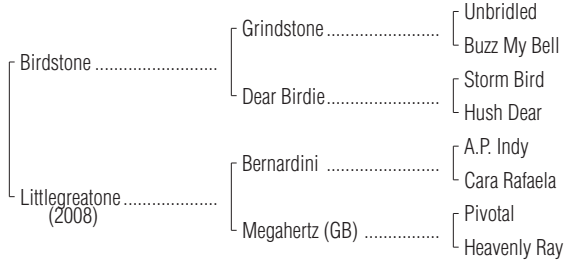 Unbridled
Grindstone ..........................
Buzz My Bell
Birdstone ............................
Storm Bird
Dear Birdie..........................
Hush Dear
A.P. Indy
Bernardini ..........................
Cara Rafaela
Littlegreatone......................
(2008)
Pivotal
Megahertz (GB) .................
Heavenly Ray